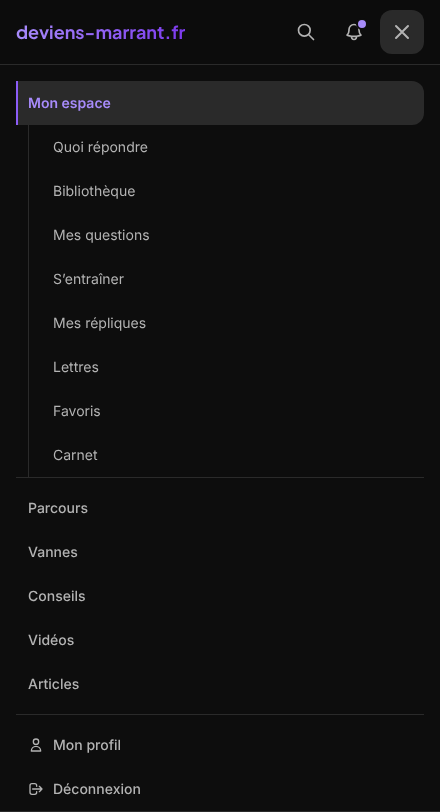 deviens-marrant.fr
Mon espace
Quoi répondre
Bibliothèque
Mes questions
S’entraîner
Mes répliques
Lettres
Favoris
Carnet
Parcours
Vannes
Conseils
Vidéos
Articles
Mon profil
Déconnexion